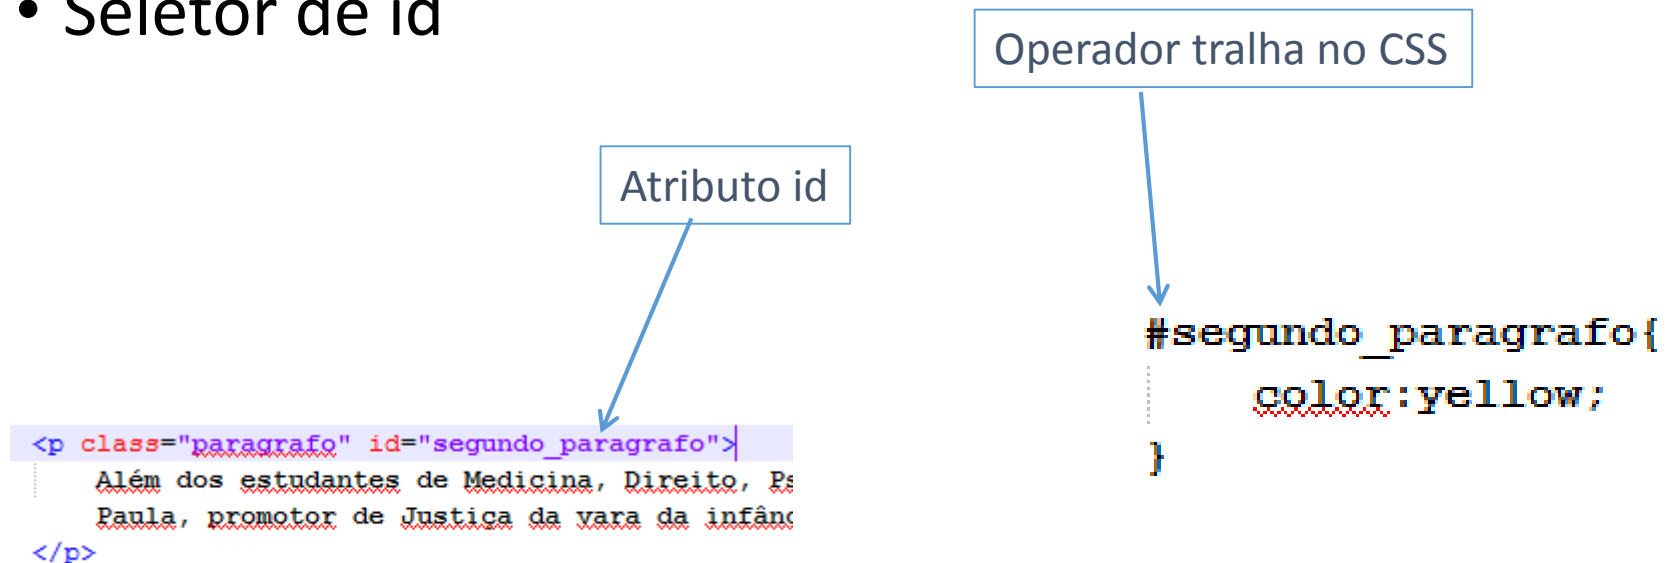 • Seletor de id
Operador tralha no CSS
Atributo id
#segundo_paragrafo{
color:yellow;
}
<p class="paragrafo" id="segundo_paragrafo">
Além dos estudantes de Medicina, Direito,
Paula, promotor de Justiça da vara da
</p>